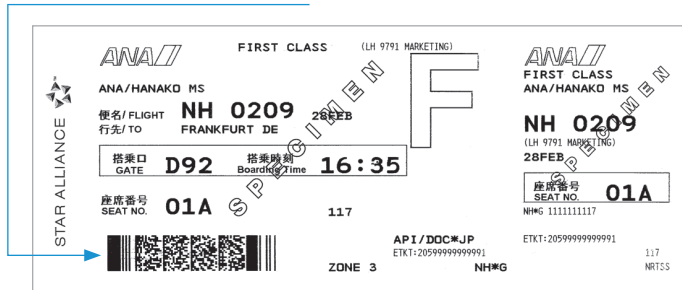 ANA
FIRST CLASS (LH 9791 MARKETING)
ANA/HANAKO MS
F
便名/ FLIGHT NH 0209 28FEB
行先/ TO FRANKFURT DE
搭乗口 GATE D92 搭乗時刻 Boarding Time 16:35
座席番号 SEAT NO. 01A
117
API/DOC*JP
ETKT:20599999999991
ZONE 3 NH*G
STAR ALLIANCE
SPECIMEN
ANA
FIRST CLASS
ANA/HANAKO MS
NH 0209
(LH 9791 MARKETING)
28FEB
座席番号 SEAT NO. 01A
NH*G 1111111117
ETKT:20599999999991
117
NRTSS
SPECIMEN